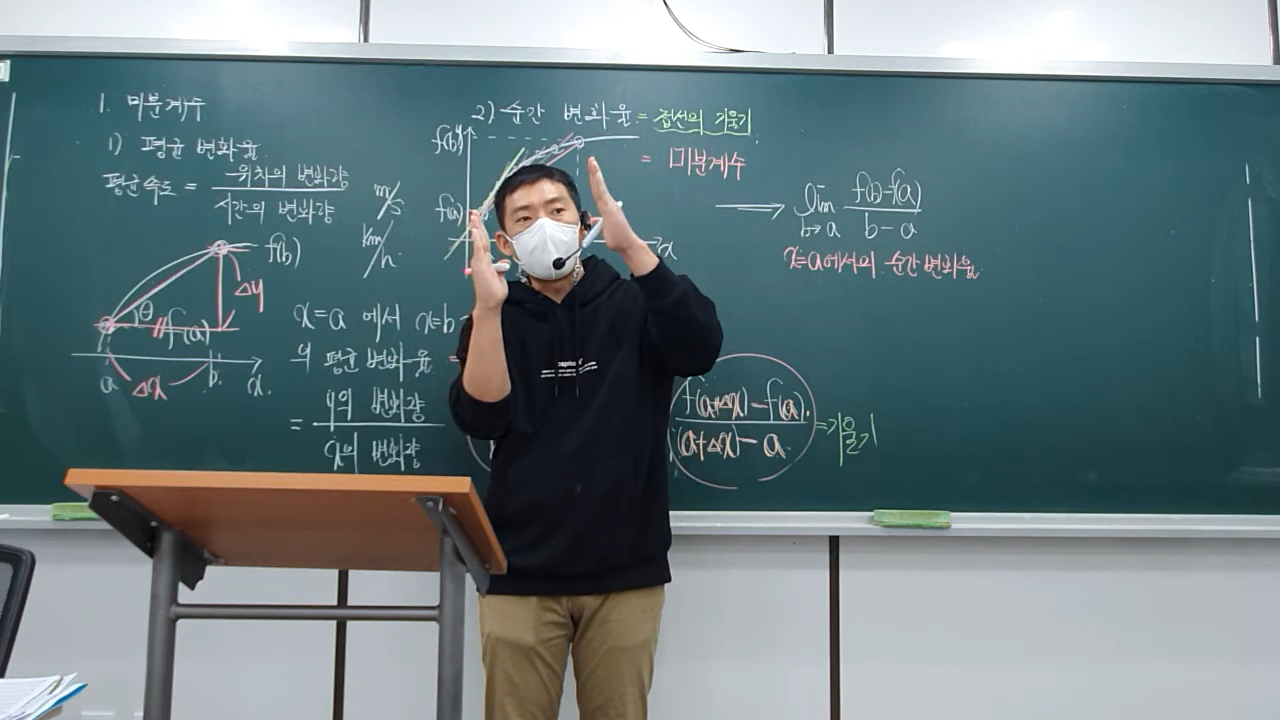 1. 미분계수
1) 평균 변화율
평균속도 = 위치의 변화량 / 시간의 변화량
m/s
km/h
f(b)
Δy
θ
f(a)
a Δx b x
x=a 에서 x=b
의 평균 변화율 =
= y의 변화량 / x의 변화량
2) 순간 변화율 = 접선의 기울기
= 미분계수
f(b) y
f(a)
x
→ lim b→a f(b)-f(a) / b-a
x=a에서의 순간변화율
f(a+Δx)-f(a) / (a+Δx)-a = 기울기